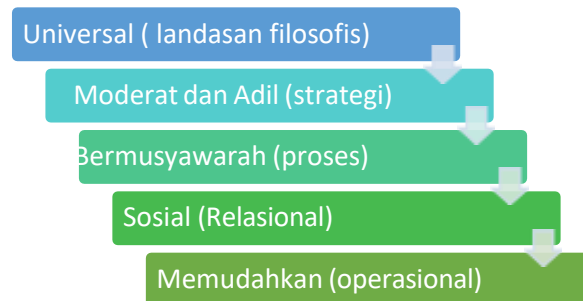 Universal ( landasan filosofis)
Moderat dan Adil (strategi)
Bermusyawarah (proses)
Sosial (Relasional)
Memudahkan (operasional)